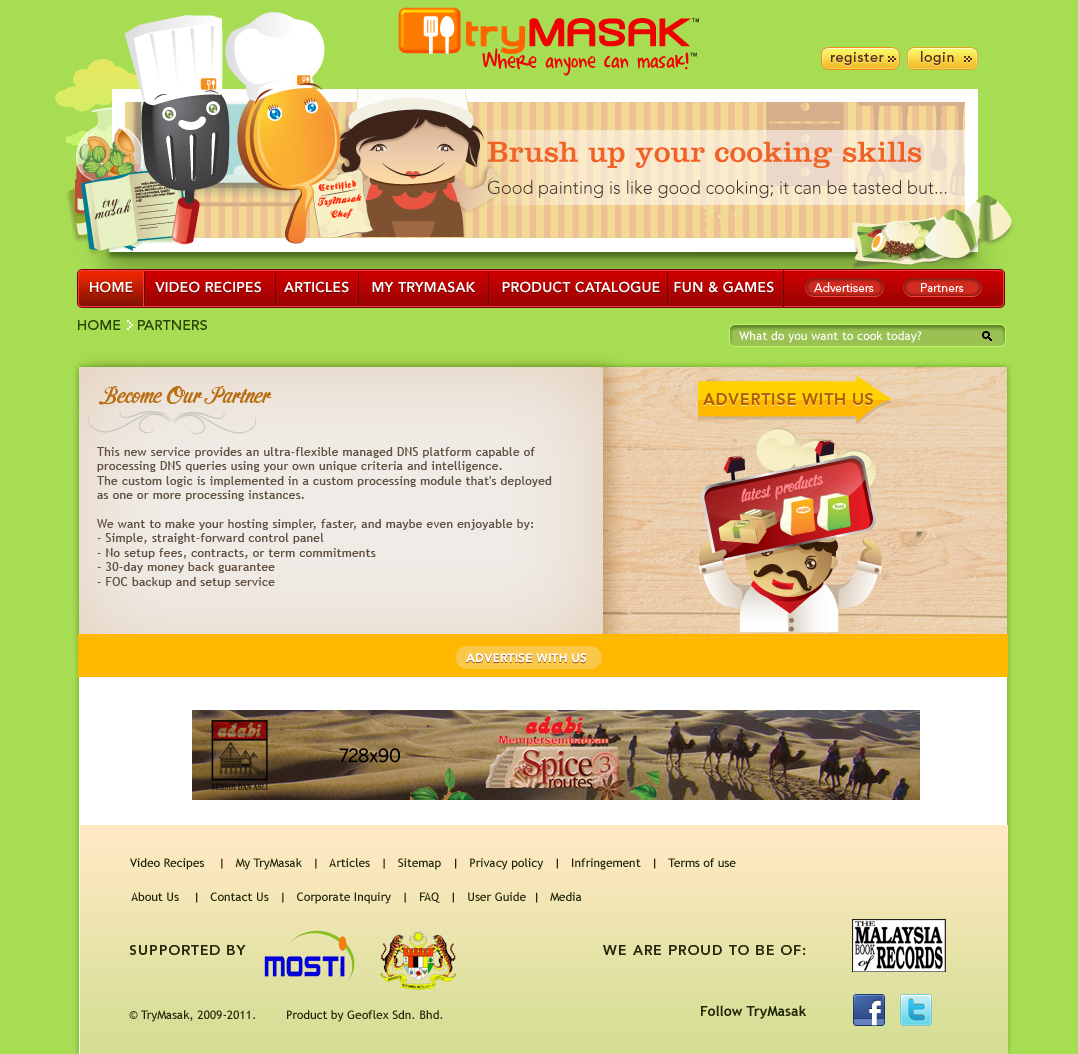 tryMASAK™
Where anyone can masak!™
register
login
Brush up your cooking skills
Good painting is like good cooking; it can be tasted but...
try masak
Certified
TryMasak
Chef
HOME
VIDEO RECIPES
ARTICLES
MY TRYMASAK
PRODUCT CATALOGUE
FUN & GAMES
Advertisers
Partners
HOME
PARTNERS
What do you want to cook today?
Become Our Partner
This new service provides an ultra-flexible managed DNS platform capable of
processing DNS queries using your own unique criteria and intelligence.
The custom logic is implemented in a custom processing module that's deployed
as one or more processing instances.
We want to make your hosting simpler, faster, and maybe even enjoyable by:
- Simple, straight-forward control panel
- No setup fees, contracts, or term commitments
- 30-day money back guarantee
- FOC backup and setup service
ADVERTISE WITH US
latest products
ADVERTISE WITH US
adabi
BERSIH DAN ASLI
728x90
adabi
Mempersembahkan
Spice
routes 3
Video Recipes | My TryMasak | Articles | Sitemap | Privacy policy | Infringement | Terms of use
About Us | Contact Us | Corporate Inquiry | FAQ | User Guide | Media
SUPPORTED BY
MOSTI
WE ARE PROUD TO BE OF:
THE
MALAYSIA
BOOK of RECORDS
© TryMasak, 2009-2011. Product by Geoflex Sdn. Bhd.
Follow TryMasak